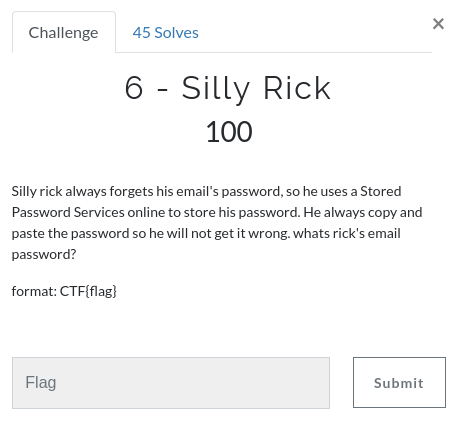 Challenge
45 Solves
×
6 - Silly Rick
100
Silly rick always forgets his email's password, so he uses a Stored
Password Services online to store his password. He always copy and
paste the password so he will not get it wrong. whats rick's email
password?
format: CTF{flag}
Flag
Submit